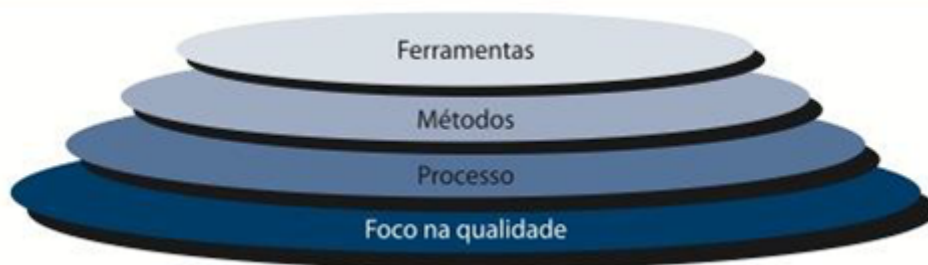 Ferramentas
Métodos
Processo
Foco na qualidade